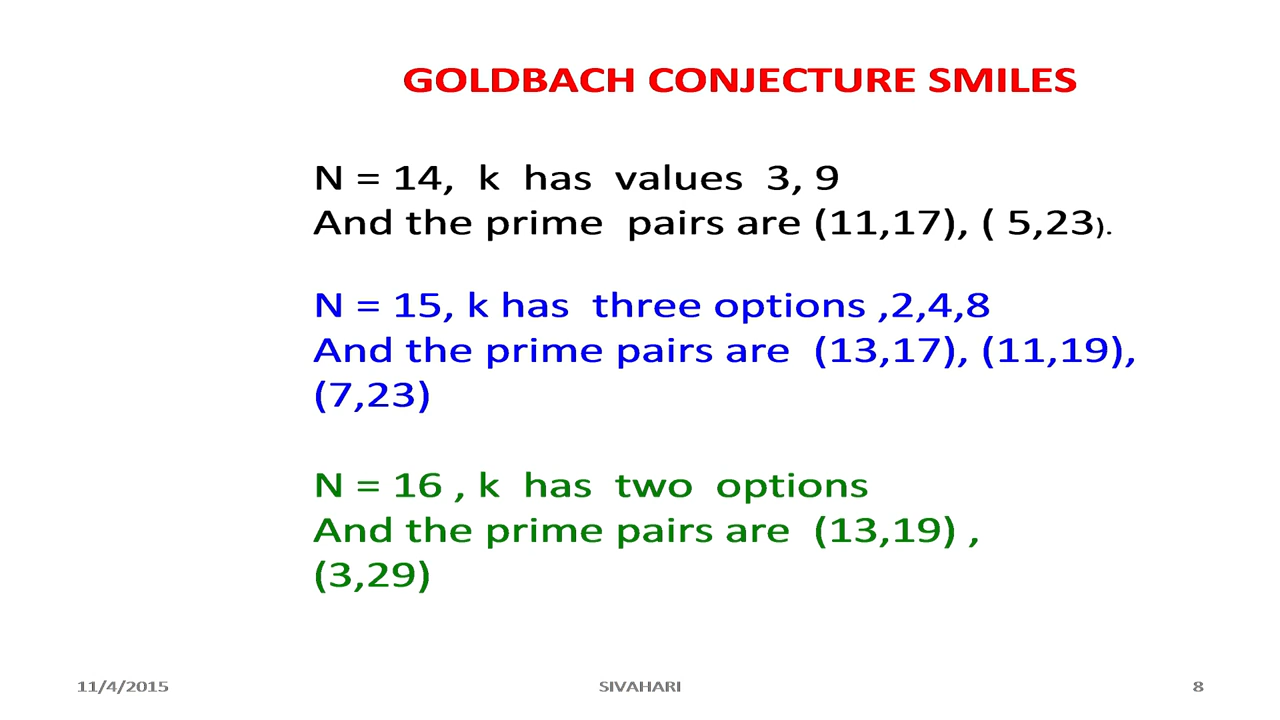 GOLDBACH CONJECTURE SMILES
N = 14, k has values 3, 9
And the prime pairs are (11,17), ( 5,23).
N = 15, k has three options ,2,4,8
And the prime pairs are (13,17), (11,19),
(7,23)
N = 16 , k has two options
And the prime pairs are (13,19) ,
(3,29)
11/4/2015 SIVAHARI 8